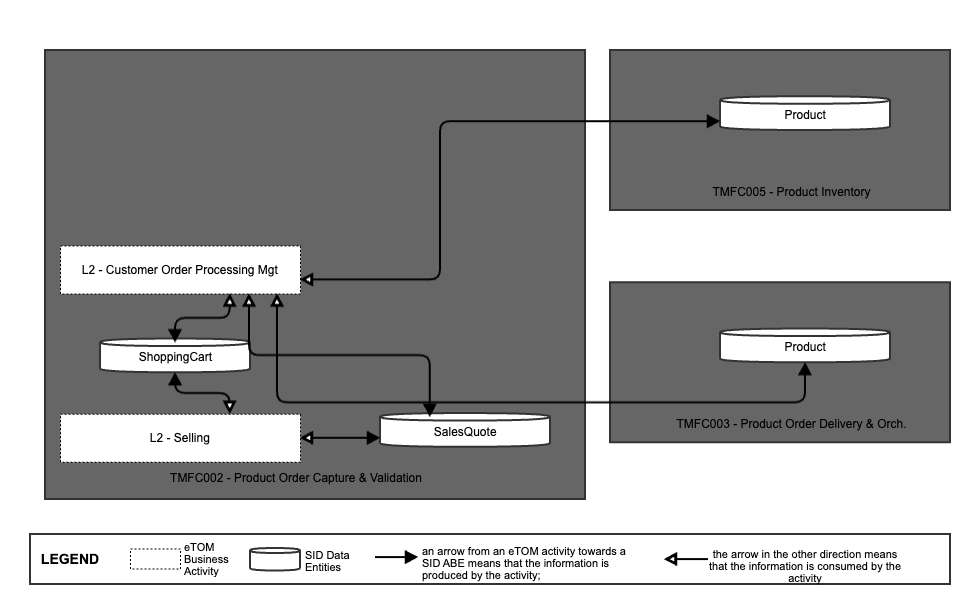 Product
TMFC005 - Product Inventory
L2 - Customer Order Processing Mgt
ShoppingCart
Product
TMFC003 - Product Order Delivery & Orch.
L2 - Selling
SalesQuote
TMFC002 - Product Order Capture & Validation
LEGEND
eTOM
Business
Activity
SID Data
Entities
an arrow from an eTOM activity towards a
SID ABE means that the information is
produced by the activity;
the arrow in the other direction means
that the information is consumed by the
activity